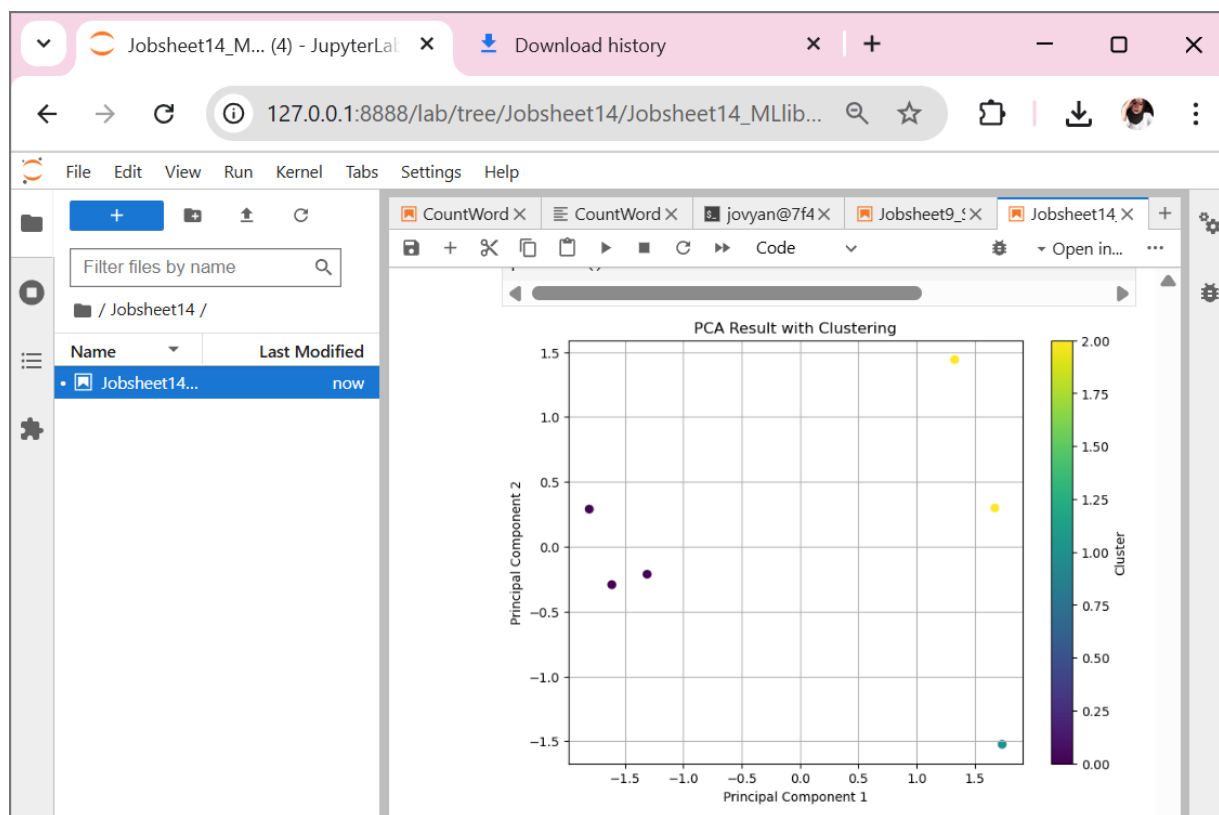 Jobsheet14_M... (4) - JupyterLab
Download history
127.0.0.1:8888/lab/tree/Jobsheet14/Jobsheet14_MLlib...
File Edit View Run Kernel Tabs Settings Help
CountWord CountWord jovyan@7f4 Jobsheet9_S Jobsheet14_
Code Open in... ...
Filter files by name
/ Jobsheet14 /
Name Last Modified
Jobsheet14... now
PCA Result with Clustering
1.5
1.0
0.5
0.0
−0.5
−1.0
−1.5
Principal Component 2
−1.5 −1.0 −0.5 0.0 0.5 1.0 1.5
Principal Component 1
2.00
1.75
1.50
1.25
1.00
0.75
0.50
0.25
0.00
Cluster